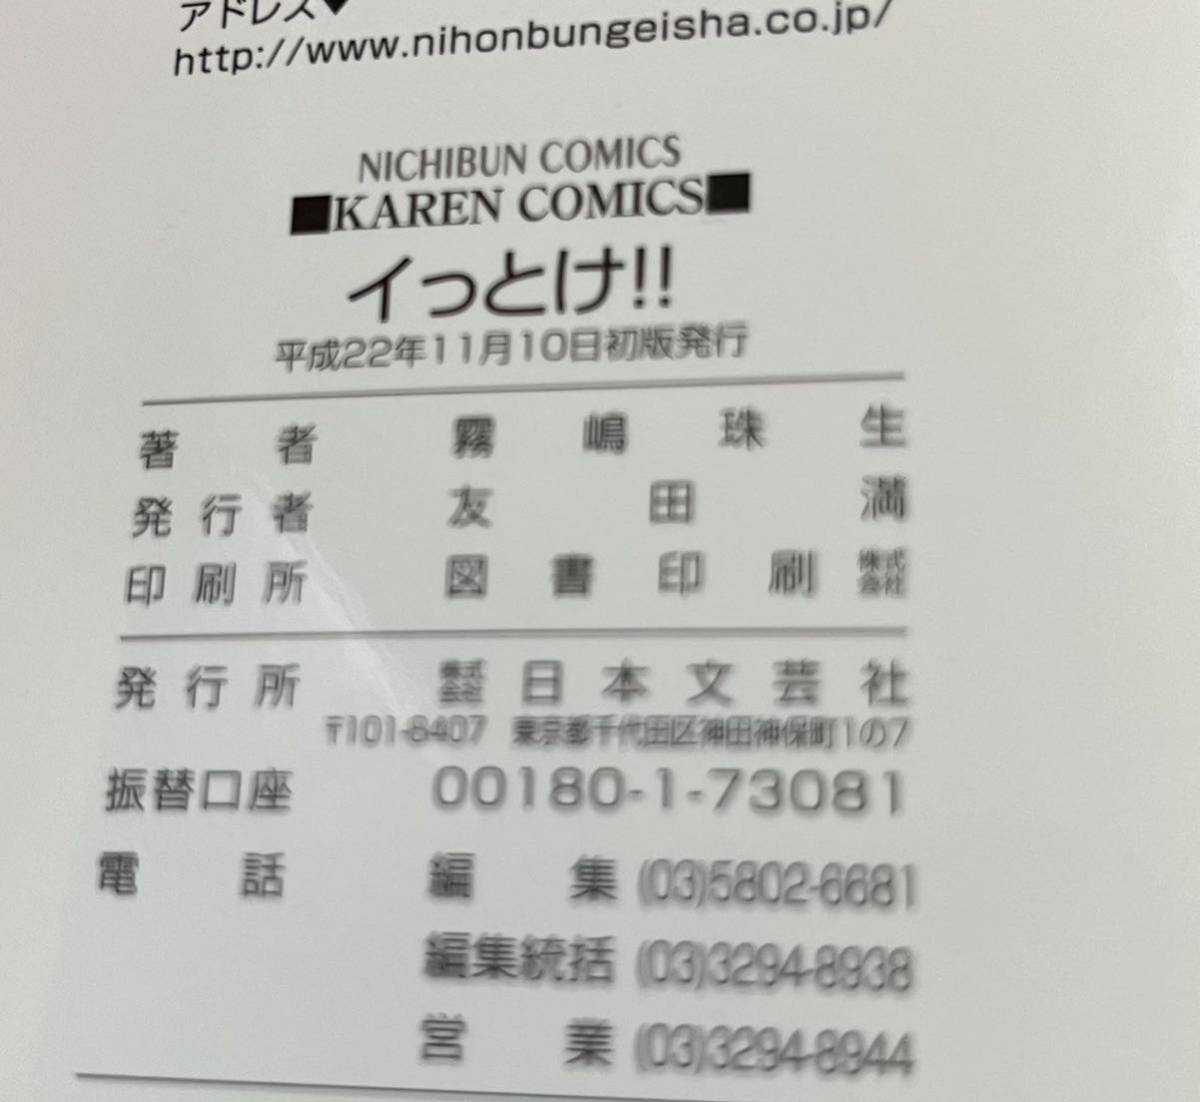 アドレス▼
http://www.nihonbungeisha.co.jp/
NICHIBUN COMICS
■KAREN COMICS■
イっとけ!!
平成22年11月10日初版発行
著者 霧嶋珠生
発行者 友田満
印刷所 図書印刷株式会社
発行所 株式会社日本文芸社
〒101-8407 東京都千代田区神田神保町1の7
振替口座 00180-1-73081
電話 編集 (03)5802-6681
編集統括 (03)3294-8938
営業 (03)3294-8944